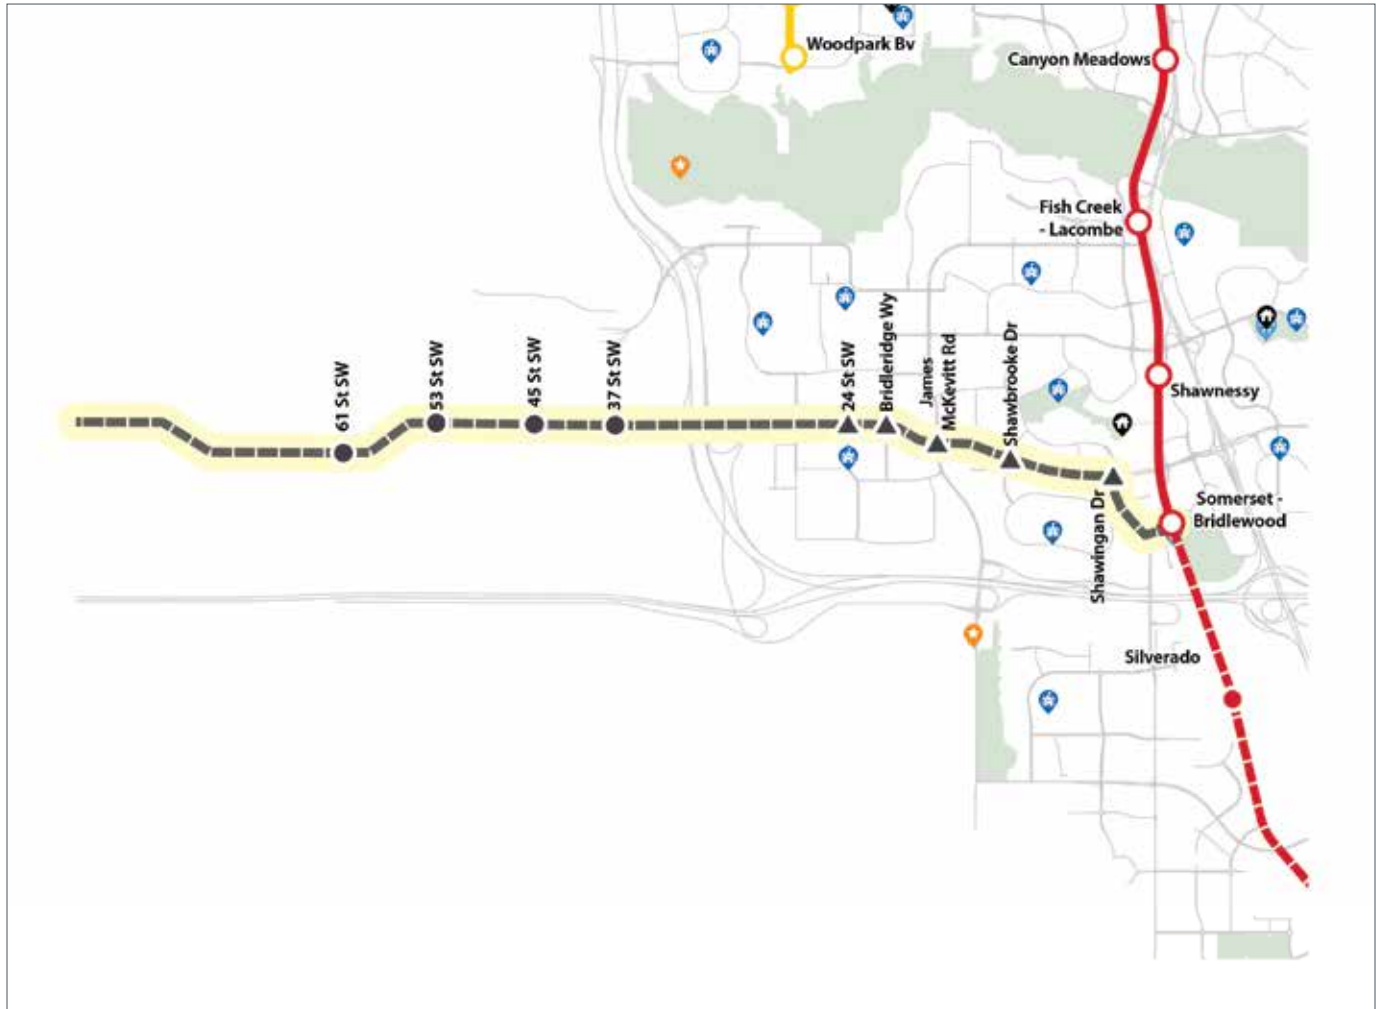 Woodpark Bv
Canyon Meadows
Fish Creek
- Lacombe
61 St SW
53 St SW
45 St SW
37 St SW
24 St SW
Bridleridge Wy
James
McKevitt Rd
Shawbrooke Dr
Shawnessy
Shawingan Dr
Somerset -
Bridlewood
Silverado